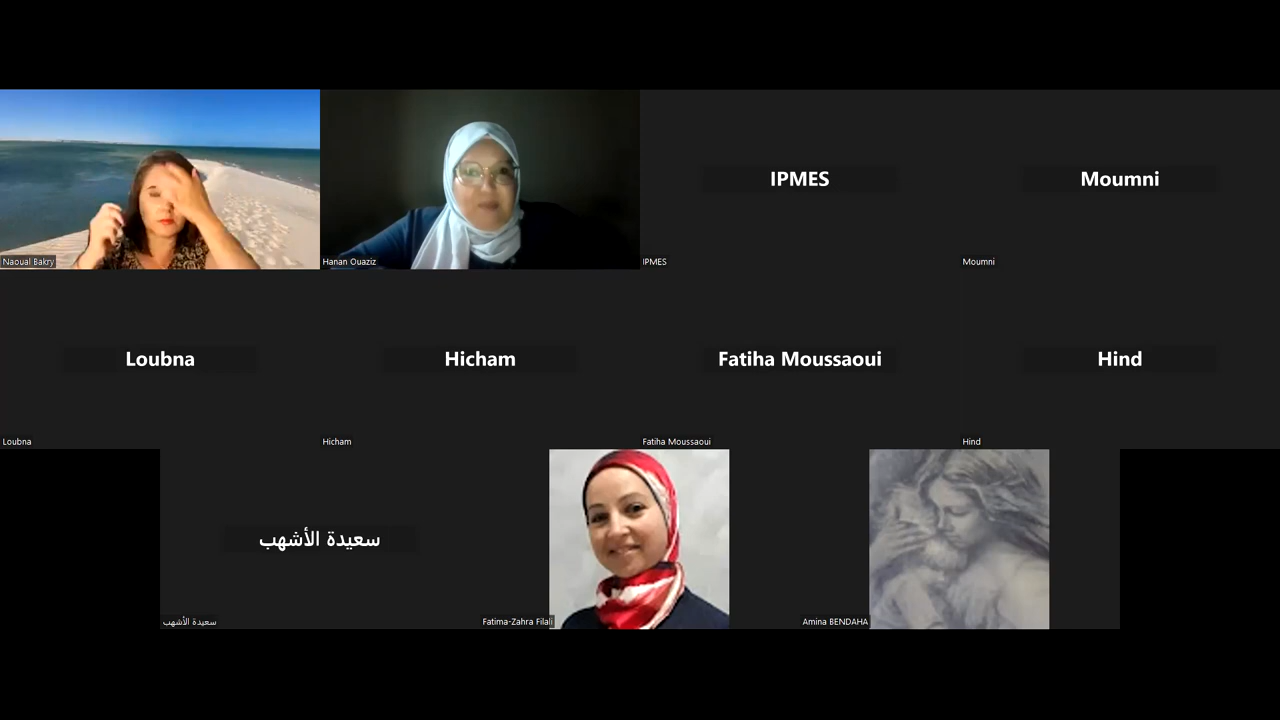 Naoual Bakry
Hanan Ouaziz
IPMES
IPMES
Moumni
Moumni
Loubna
Loubna
Hicham
Hicham
Fatiha Moussaoui
Fatiha Moussaoui
Hind
Hind
سعيدة الأشهب
سعيدة الأشهب
Fatima-Zahra Filali
Amina BENDAHA